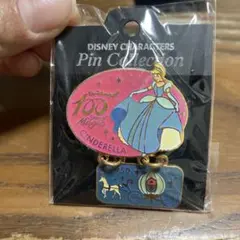 DISNEY CHARACTERS
Pin Collection
100
CINDERELLA